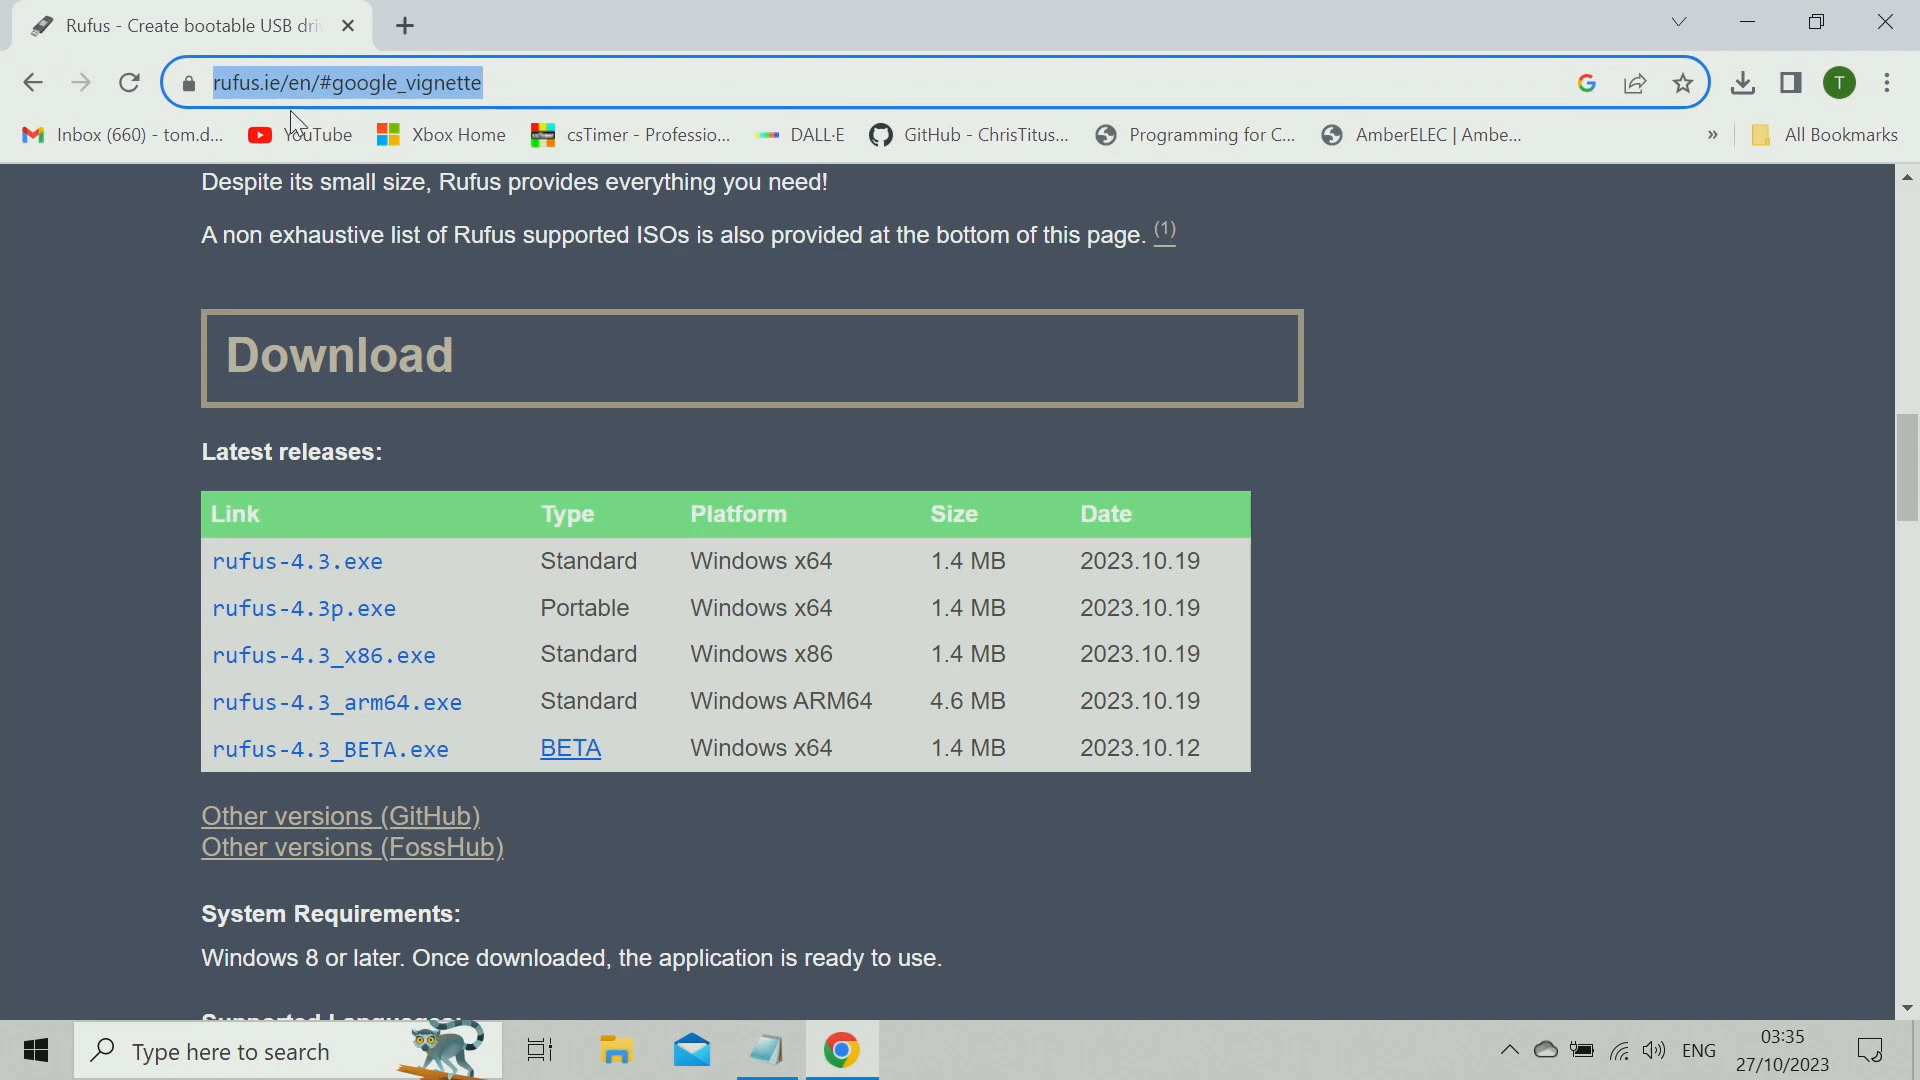 Rufus - Create bootable USB dri
rufus.ie/en/#google_vignette
T
Inbox (660) - tom.d... YouTube Xbox Home csTimer - Professio... DALL·E GitHub - ChrisTitus... Programming for C... AmberELEC | Ambe... » All Bookmarks
Despite its small size, Rufus provides everything you need!
A non exhaustive list of Rufus supported ISOs is also provided at the bottom of this page. (1)
Download
Latest releases:
Link Type Platform Size Date
rufus-4.3.exe Standard Windows x64 1.4 MB 2023.10.19
rufus-4.3p.exe Portable Windows x64 1.4 MB 2023.10.19
rufus-4.3_x86.exe Standard Windows x86 1.4 MB 2023.10.19
rufus-4.3_arm64.exe Standard Windows ARM64 4.6 MB 2023.10.19
rufus-4.3_BETA.exe BETA Windows x64 1.4 MB 2023.10.12
Other versions (GitHub)
Other versions (FossHub)
System Requirements:
Windows 8 or later. Once downloaded, the application is ready to use.
Supported Languages:
Type here to search
ENG
03:35
27/10/2023